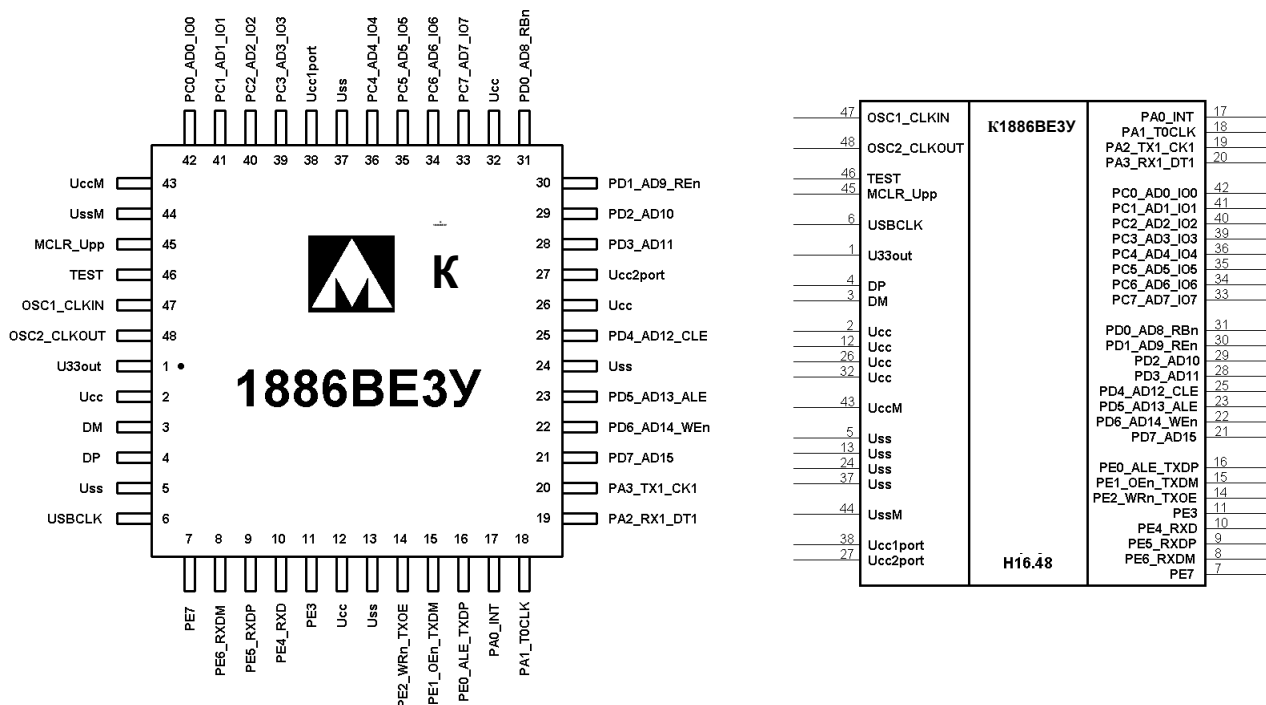 PC0_AD0_IO0
PC1_AD1_IO1
PC2_AD2_IO2
PC3_AD3_IO3
Ucc1port
Uss
PC4_AD4_IO4
PC5_AD5_IO5
PC6_AD6_IO6
PC7_AD7_IO7
Ucc
PD0_AD8_RBn
42 41 40 39 38 37 36 35 34 33 32 31
UccM 43
UssM 44
MCLR_Upp 45
TEST 46
OSC1_CLKIN 47
OSC2_CLKOUT 48
U33out 1
Ucc 2
DM 3
DP 4
Uss 5
USBCLK 6
К
1886ВЕ3У
30 PD1_AD9_REn
29 PD2_AD10
28 PD3_AD11
27 Ucc2port
26 Ucc
25 PD4_AD12_CLE
24 Uss
23 PD5_AD13_ALE
22 PD6_AD14_WEn
21 PD7_AD15
20 PA3_TX1_CK1
19 PA2_RX1_DT1
7 8 9 10 11 12 13 14 15 16 17 18
PE7
PE6_RXDM
PE5_RXDP
PE4_RXD
PE3
Ucc
Uss
PE2_WRn_TXOE
PE1_OEn_TXDM
PE0_ALE_TXDP
PA0_INT
PA1_T0CLK
47 OSC1_CLKIN
48 OSC2_CLKOUT
46 TEST
45 MCLR_Upp
6 USBCLK
1 U33out
4 DP
3 DM
2 Ucc
12 Ucc
26 Ucc
32 Ucc
43 UccM
5 Uss
13 Uss
24 Uss
37 Uss
44 UssM
38 Ucc1port
27 Ucc2port
К1886ВЕ3У
Н16.48
PA0_INT 17
PA1_T0CLK 18
PA2_TX1_CK1 19
PA3_RX1_DT1 20
PC0_AD0_IO0 42
PC1_AD1_IO1 41
PC2_AD2_IO2 40
PC3_AD3_IO3 39
PC4_AD4_IO4 36
PC5_AD5_IO5 35
PC6_AD6_IO6 34
PC7_AD7_IO7 33
PD0_AD8_RBn 31
PD1_AD9_REn 30
PD2_AD10 29
PD3_AD11 28
PD4_AD12_CLE 25
PD5_AD13_ALE 23
PD6_AD14_WEn 22
PD7_AD15 21
PE0_ALE_TXDP 16
PE1_OEn_TXDM 15
PE2_WRn_TXOE 14
PE3 11
PE4_RXD 10
PE5_RXDP 9
PE6_RXDM 8
PE7 7